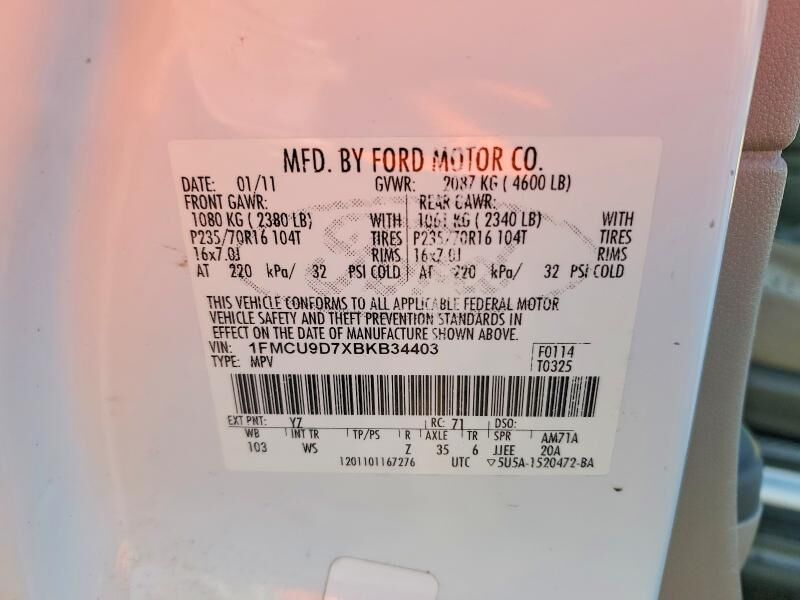 MFD. BY FORD MOTOR CO.
DATE: 01/11 GVWR: 2087 KG ( 4600 LB)
FRONT GAWR: REAR GAWR:
1080 KG ( 2380 LB) WITH 1061 KG ( 2340 LB) WITH
P235/70R16 104T TIRES P235/70R16 104T TIRES
16x7.0J RIMS 16x7.0J RIMS
AT 220 kPa/ 32 PSI COLD AT 220 kPa/ 32 PSI COLD
THIS VEHICLE CONFORMS TO ALL APPLICABLE FEDERAL MOTOR
VEHICLE SAFETY AND THEFT PREVENTION STANDARDS IN
EFFECT ON THE DATE OF MANUFACTURE SHOWN ABOVE.
VIN: 1FMCU9D7XBKB34403 F0114
TYPE: MPV T0325
EXT PNT: YZ RC: 71 DSO:
WB INT TR TP/PS R AXLE TR SPR AM71A
103 WS Z 35 6 JJEE 20A
1201101167276 UTC ▽5U5A-1520472-BA